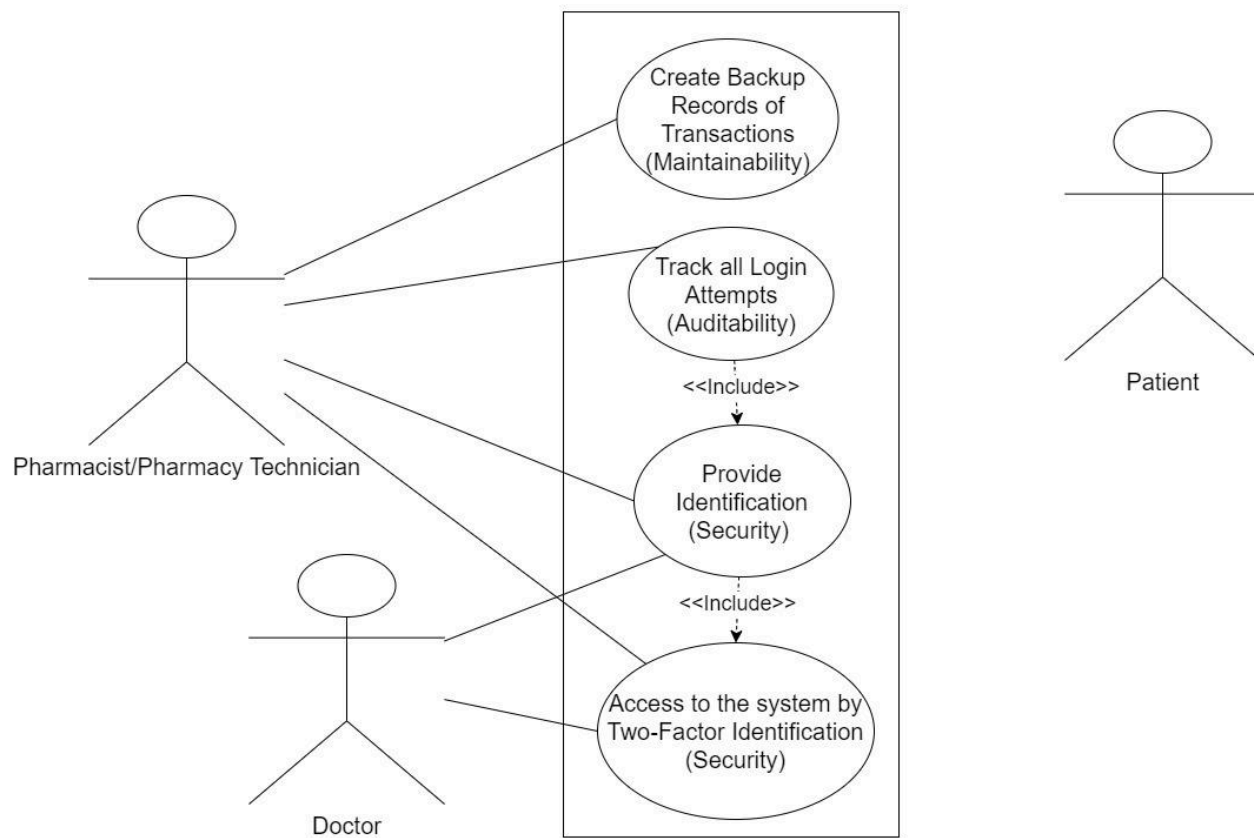 Create Backup
Records of
Transactions
(Maintainability)
Track all Login
Attempts
(Auditability)
<<Include>>
Patient
Pharmacist/Pharmacy Technician
Provide
Identification
(Security)
<<Include>>
Access to the system by
Two-Factor Identification
(Security)
Doctor